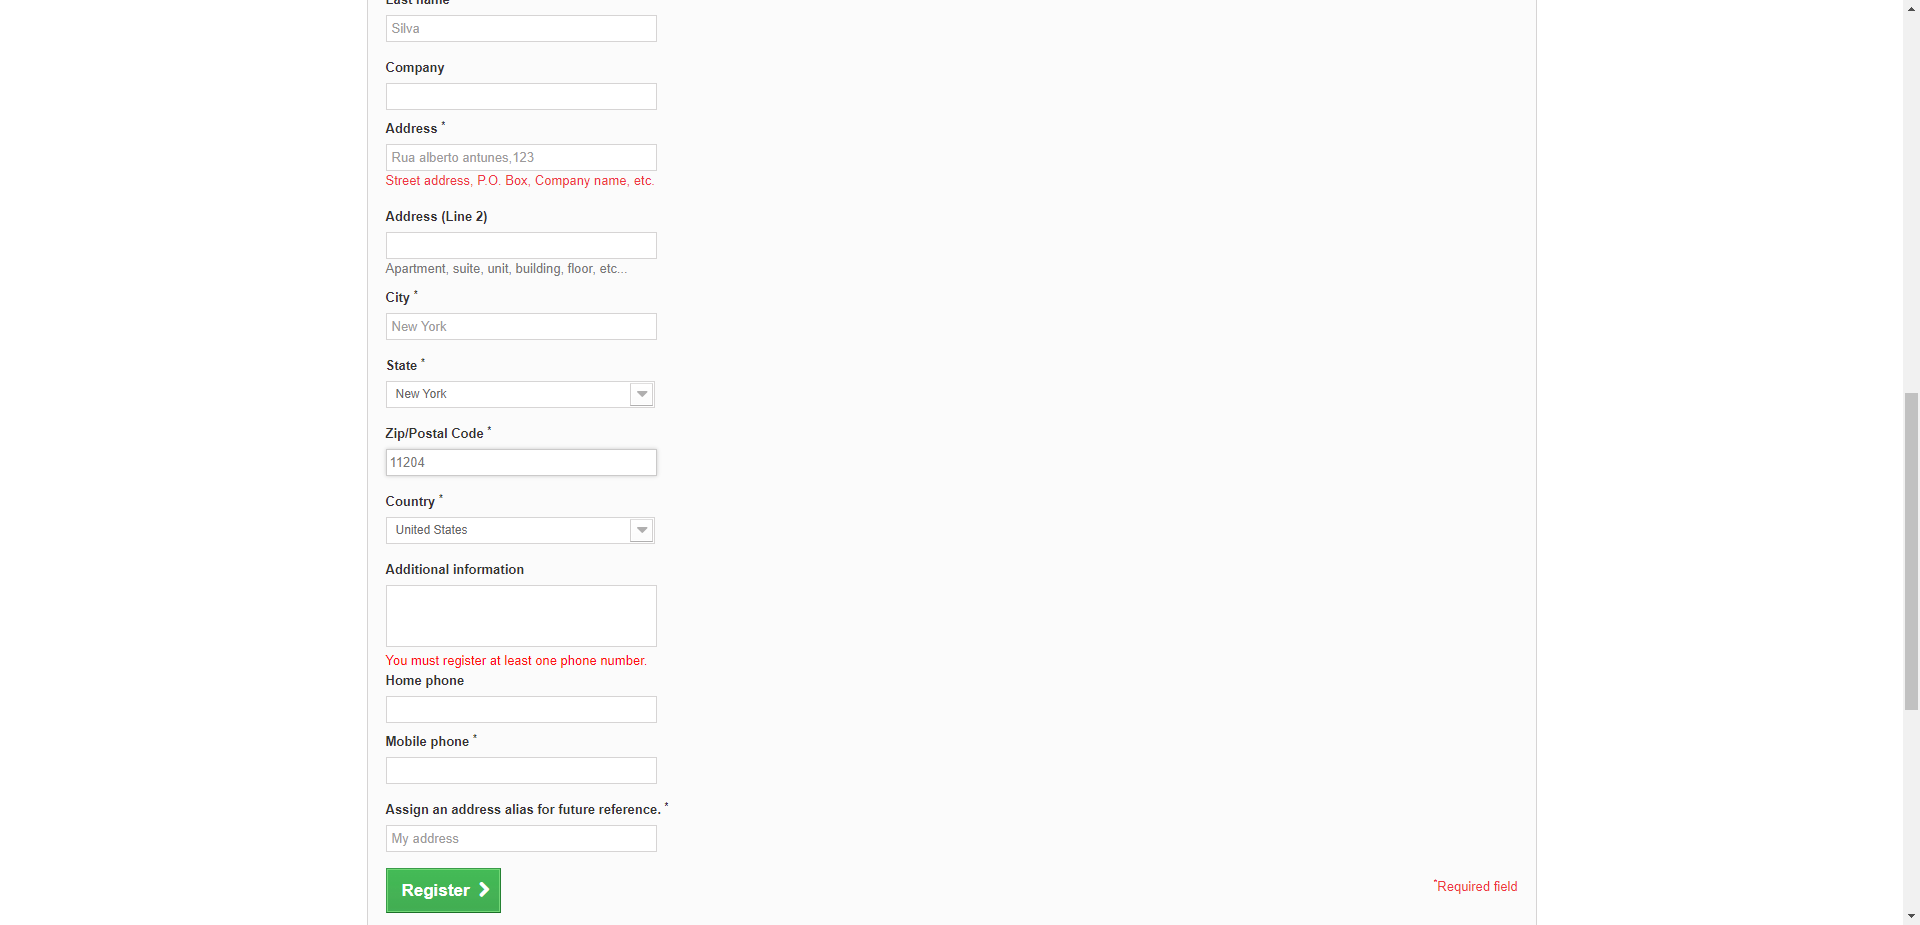 Last name
Silva
Company
Address *
Rua alberto antunes,123
Street address, P.O. Box, Company name, etc.
Address (Line 2)
Apartment, suite, unit, building, floor, etc...
City *
New York
State *
New York
Zip/Postal Code *
11204
Country *
United States
Additional information
You must register at least one phone number.
Home phone
Mobile phone *
Assign an address alias for future reference. *
My address
Register
*Required field